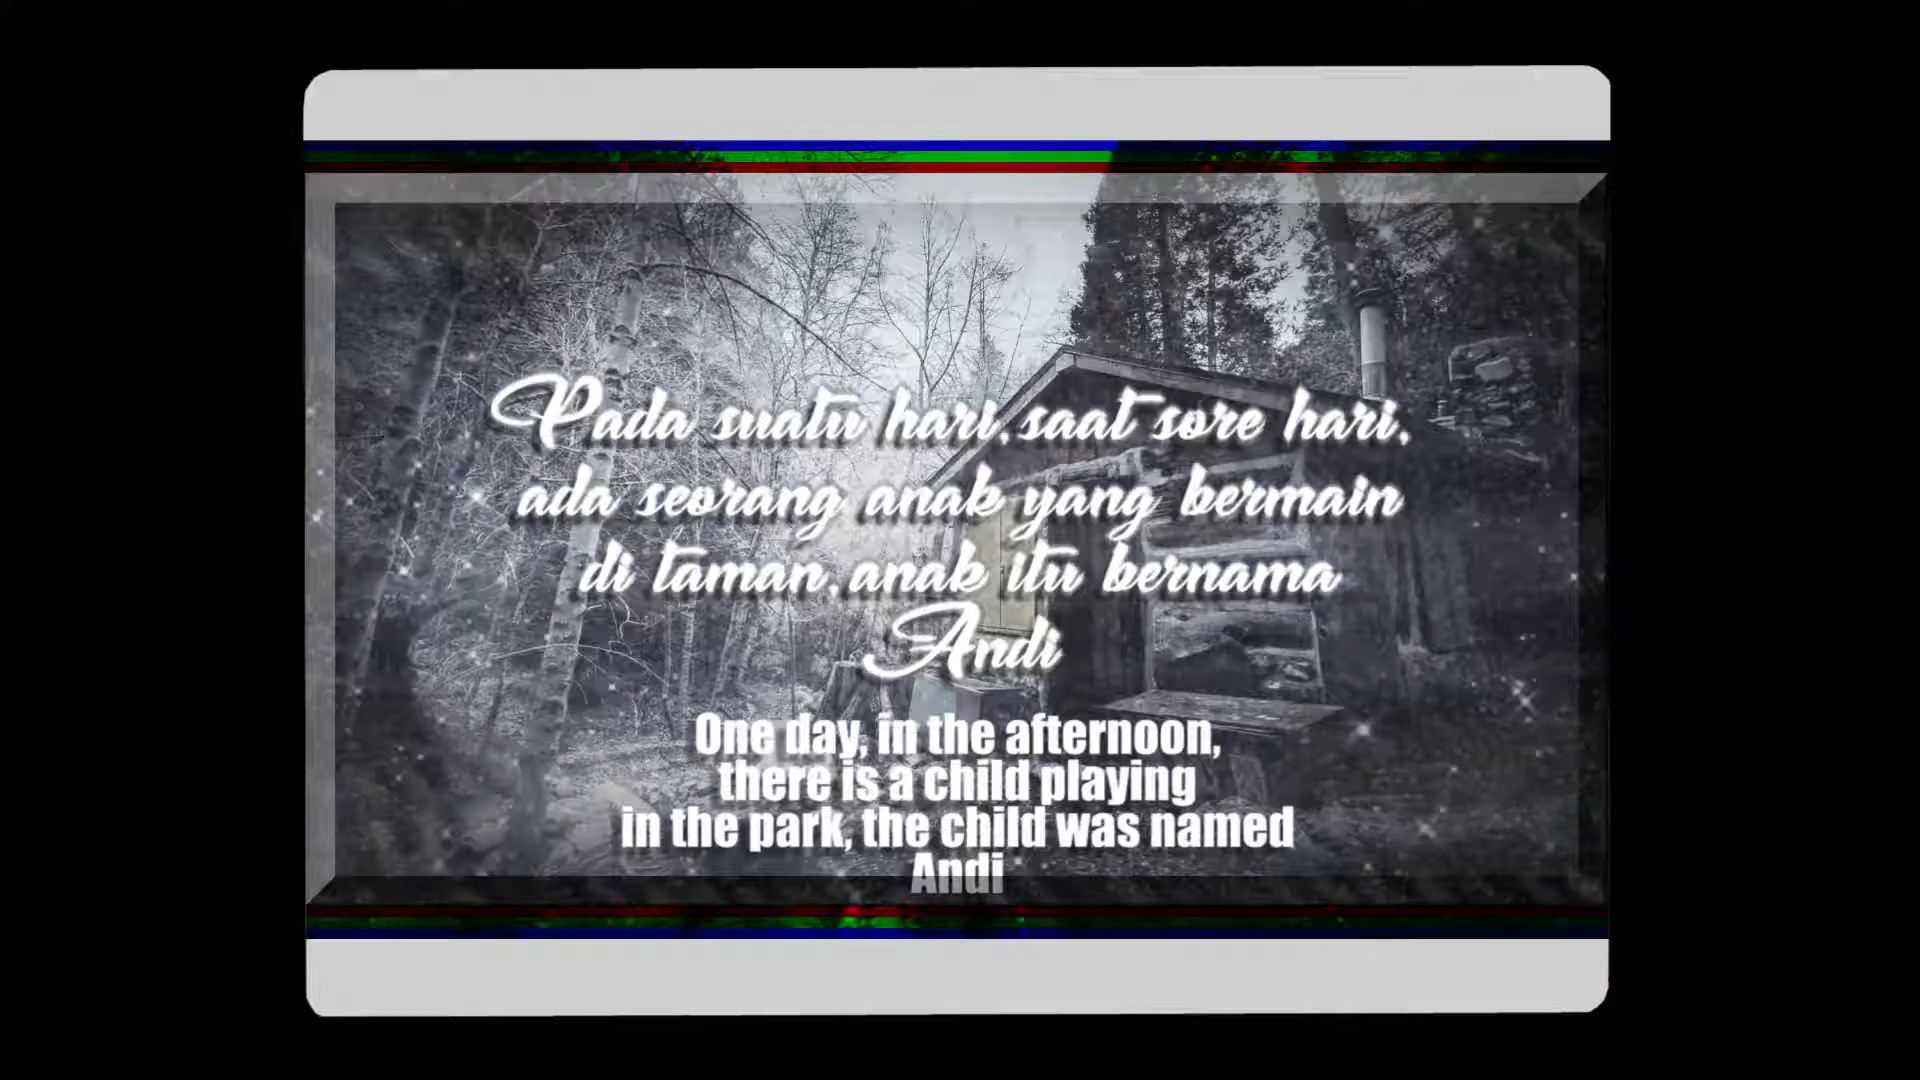 Pada suatu hari,saat sore hari,
ada seorang anak yang bermain
di taman,anak itu bernama
Andi
One day, in the afternoon,
there is a child playing
in the park, the child was named
Andi